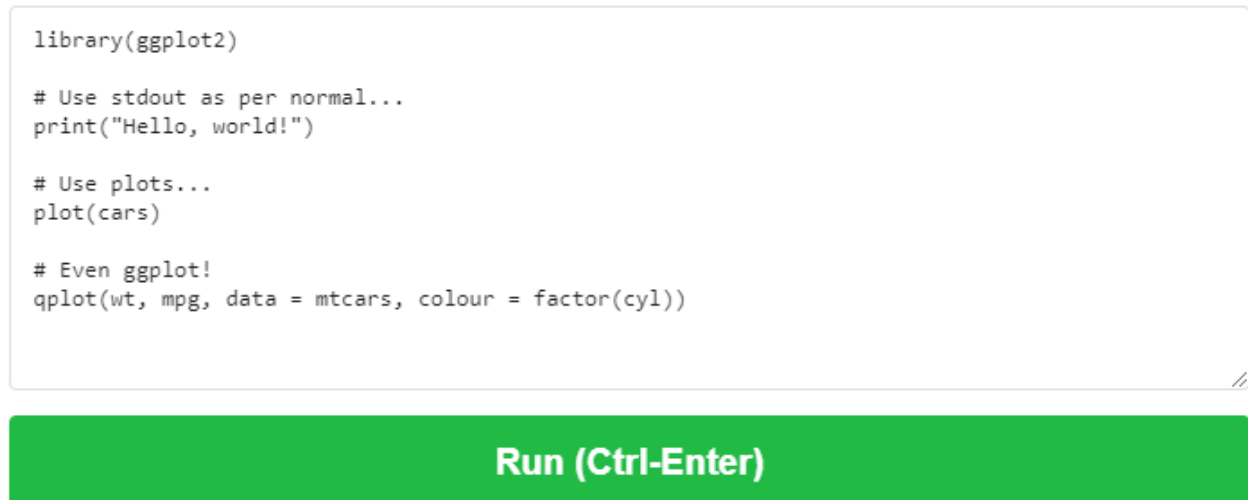 library(ggplot2)
# Use stdout as per normal...
print("Hello, world!")
# Use plots...
plot(cars)
# Even ggplot!
qplot(wt, mpg, data = mtcars, colour = factor(cyl))
Run (Ctrl-Enter)